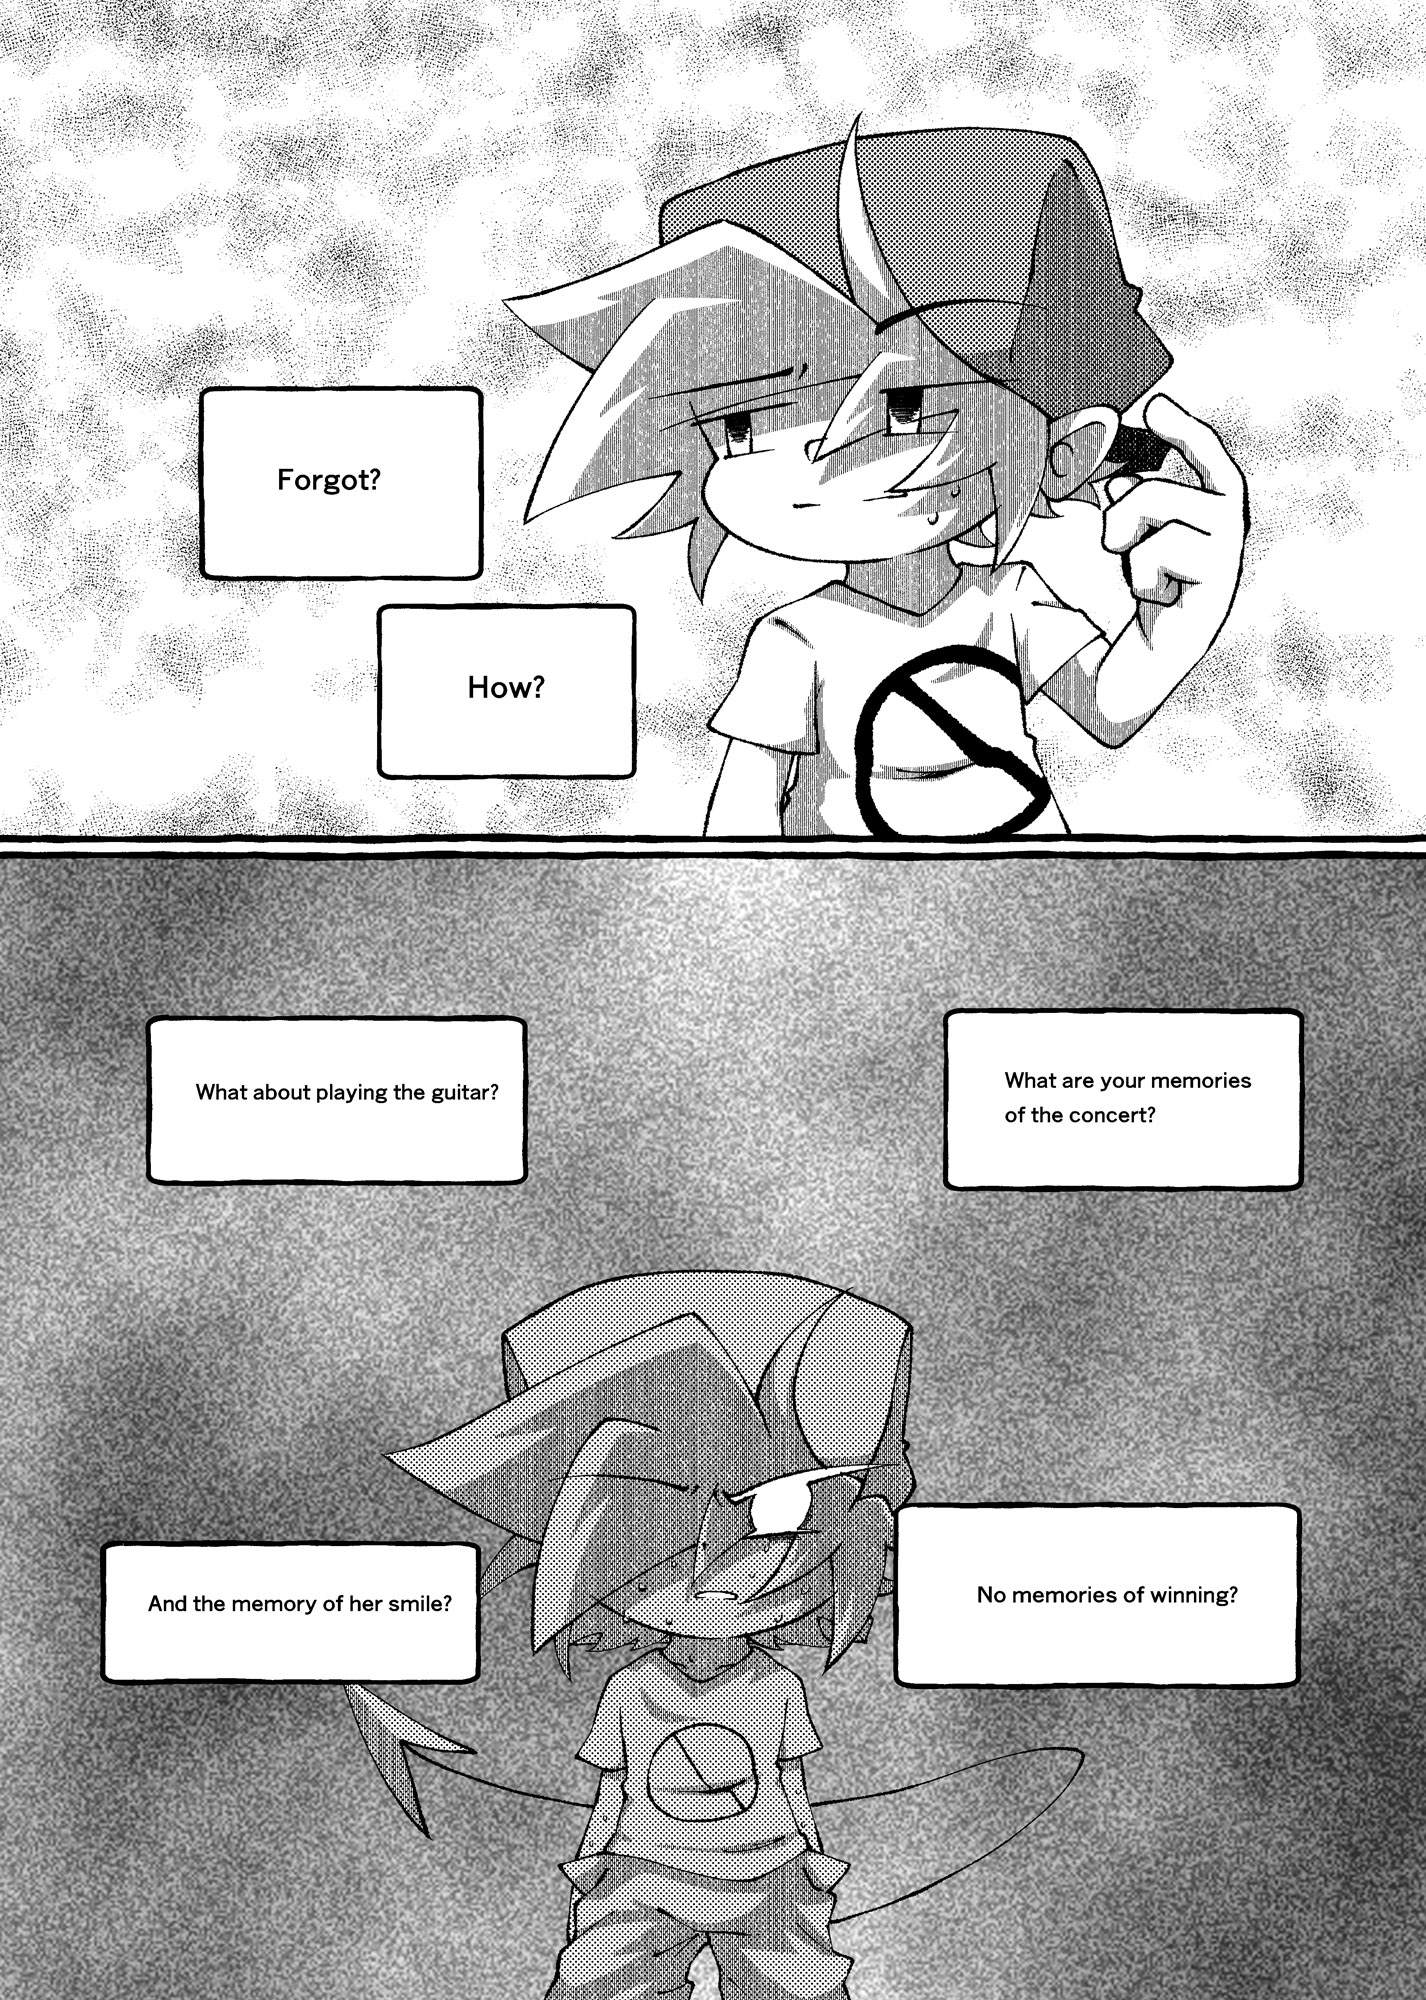 Forgot?
How?
What about playing the guitar?
What are your memories
of the concert?
And the memory of her smile?
No memories of winning?